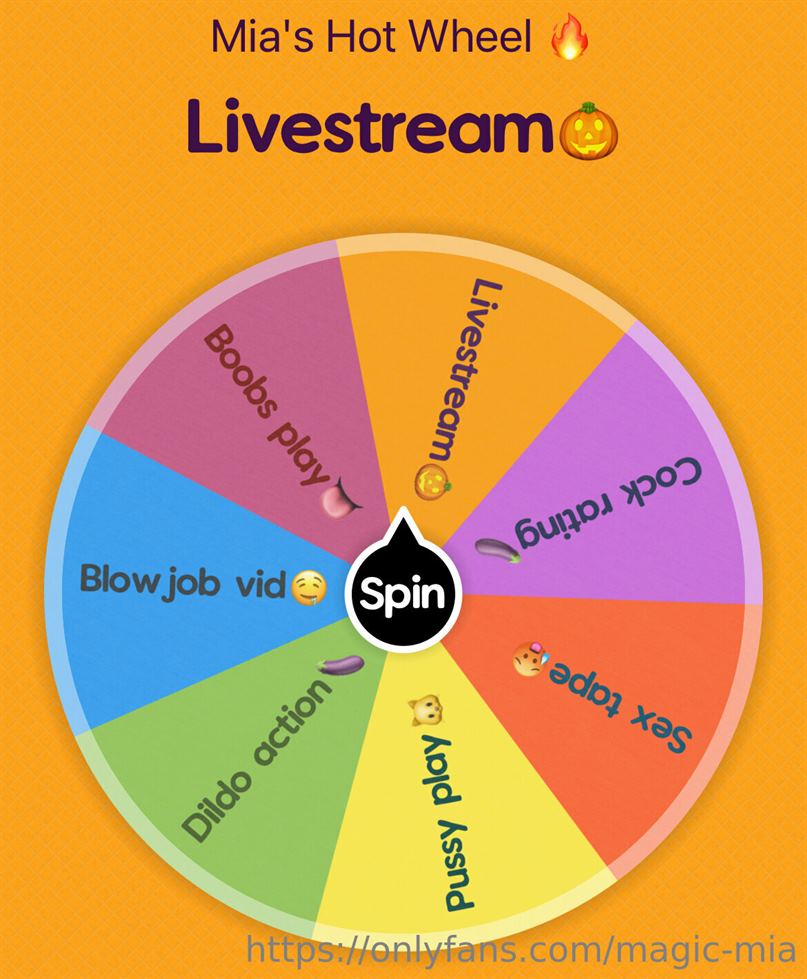 Mia's Hot Wheel 🔥
Livestream🎃
Livestream🎃
Cock rating🍆
Sex tape🥵
Pussy play🐱
Dildo action🍆
Blowjob vid🤤
Boobs play👅
Spin
https://onlyfans.com/magic-mia